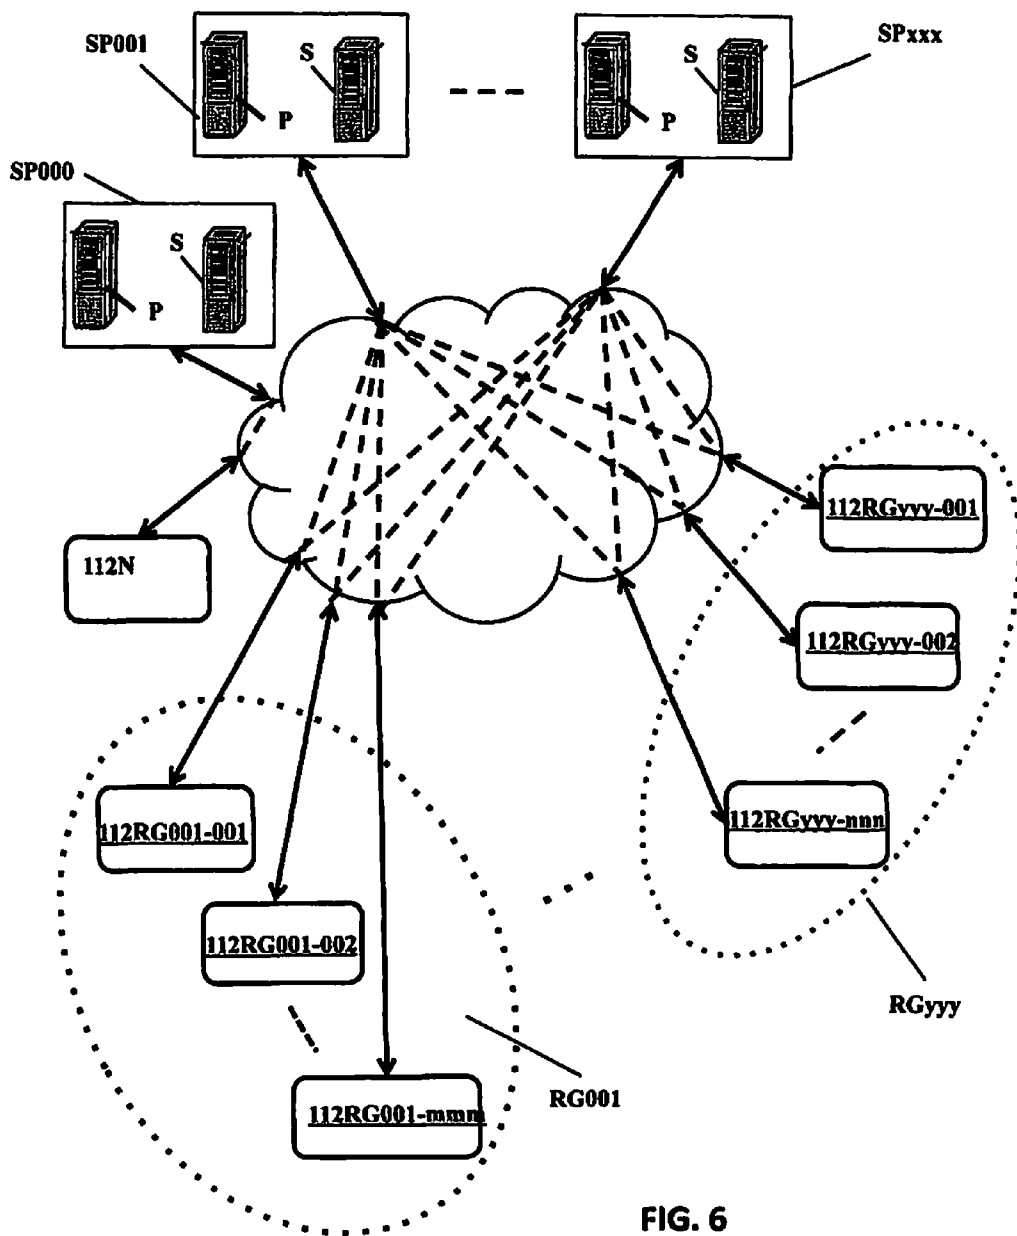 SP001
S
P
SPxxx
S
P
SP000
S
P
112N
112RGyyy-001
112RGyyy-002
112RGyyy-nnn
112RG001-001
112RG001-002
112RG001-mmm
RGyyy
RG001
FIG. 6